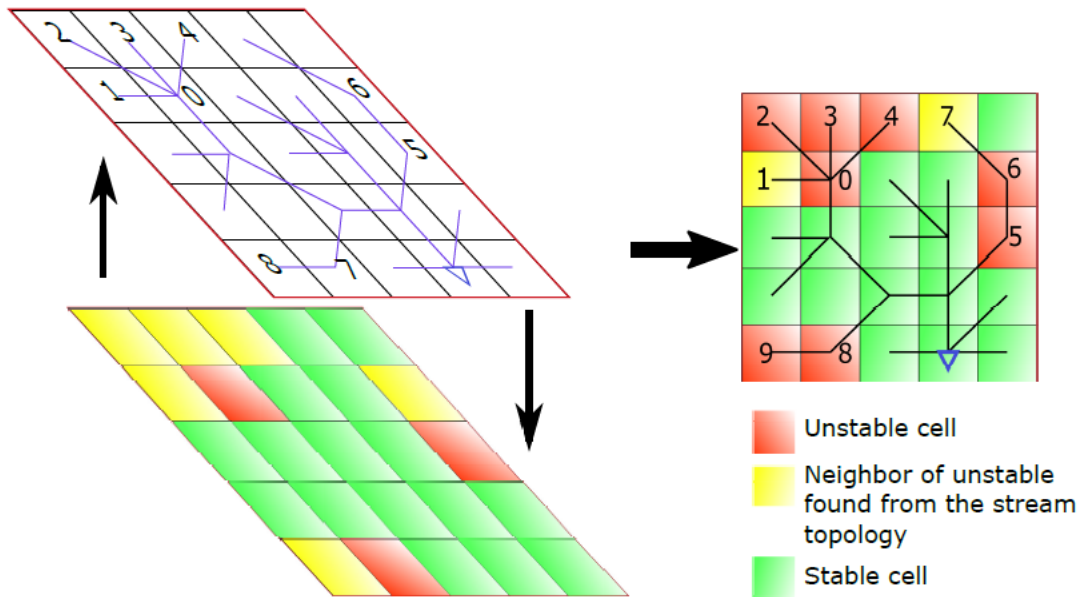 2 3 4
1 0 6
5
8 7
2 3 4 7
1 0 6
5
9 8
Unstable cell
Neighbor of unstable
found from the stream
topology
Stable cell